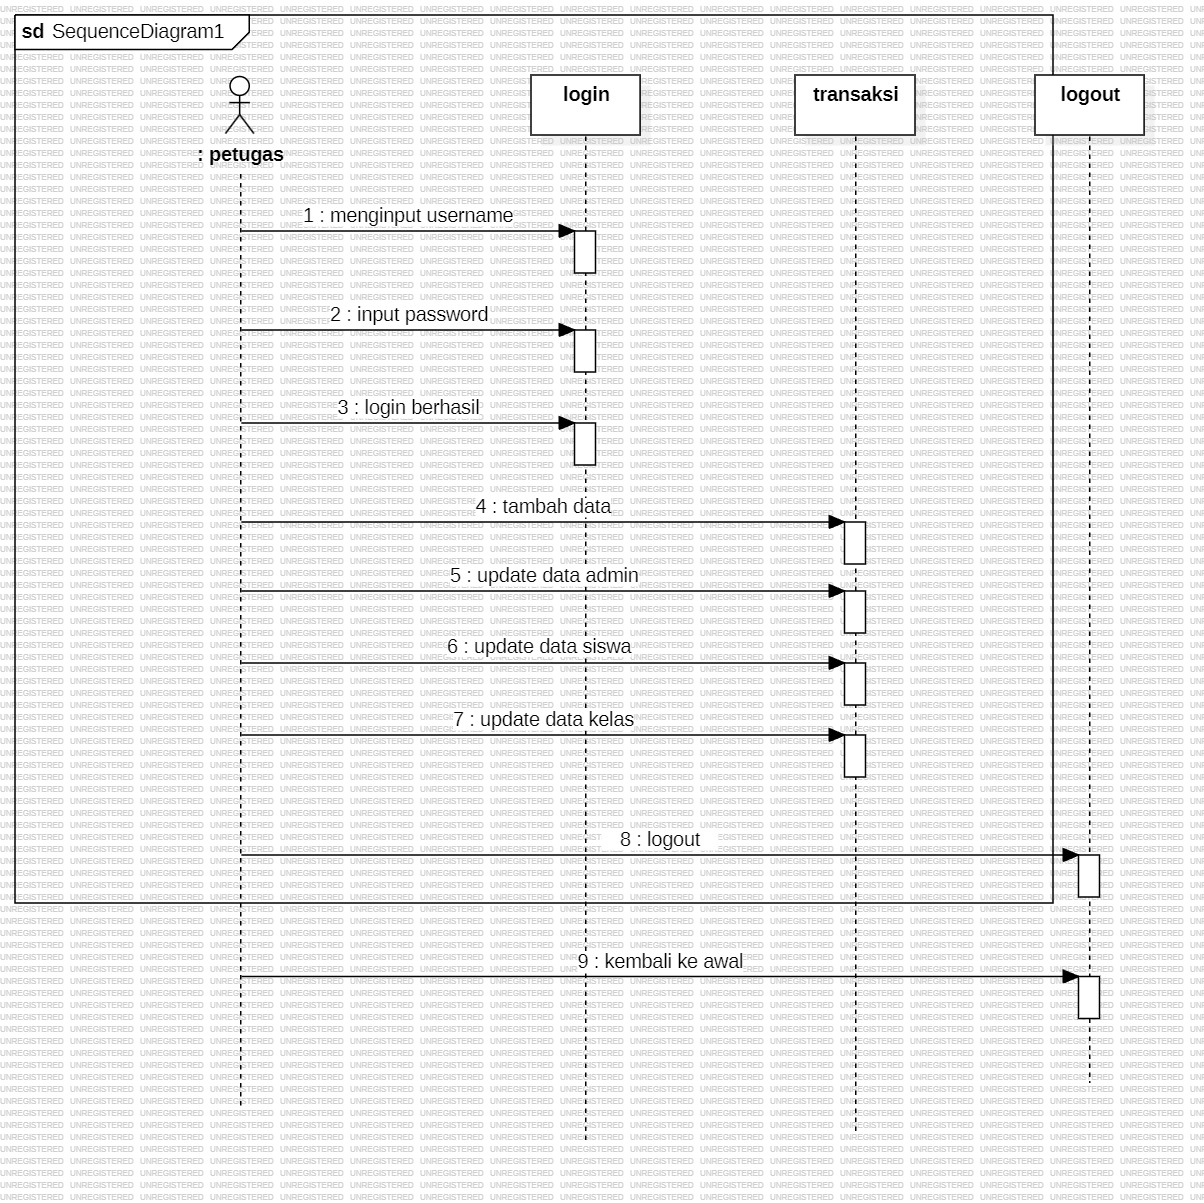 sd SequenceDiagram1
login
transaksi
logout
: petugas
1 : menginput username
2 : input password
3 : login berhasil
4 : tambah data
5 : update data admin
6 : update data siswa
7 : update data kelas
8 : logout
9 : kembali ke awal
UNREGISTERED